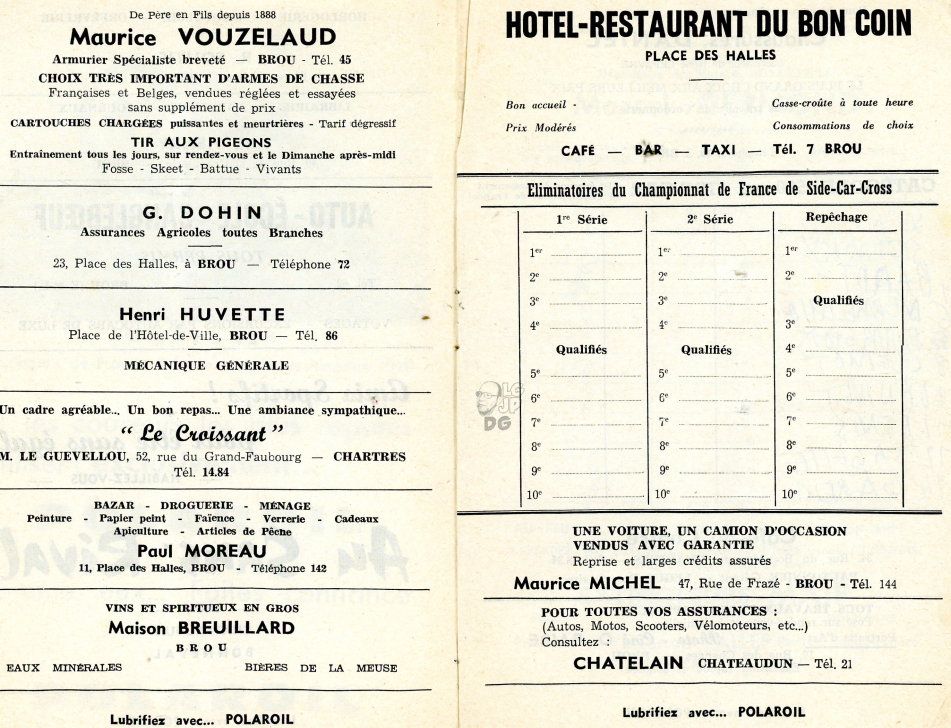 De Père en Fils depuis 1888
Maurice VOUZELAUD
Armurier Spécialiste breveté — BROU - Tél. 45
CHOIX TRÈS IMPORTANT D'ARMES DE CHASSE
Françaises et Belges, vendues réglées et essayées
sans supplément de prix
CARTOUCHES CHARGÉES puissantes et meurtrières - Tarif dégressif
TIR AUX PIGEONS
Entraînement tous les jours, sur rendez-vous et le Dimanche après-midi
Fosse - Skeet - Battue - Vivants
G. DOHIN
Assurances Agricoles toutes Branches
23, Place des Halles, à BROU — Téléphone 72
Henri HUVETTE
Place de l'Hôtel-de-Ville, BROU — Tél. 86
MÉCANIQUE GÉNÉRALE
Un cadre agréable... Un bon repas... Une ambiance sympathique...
“ Le Croissant ”
M. LE GUEVELLOU, 52, rue du Grand-Faubourg — CHARTRES
Tél. 14.84
BAZAR - DROGUERIE - MÉNAGE
Peinture - Papier peint - Faïence - Verrerie - Cadeaux
Apiculture - Articles de Pêche
Paul MOREAU
11, Place des Halles, BROU - Téléphone 142
VINS ET SPIRITUEUX EN GROS
Maison BREUILLARD
BROU
EAUX MINÉRALES BIÈRES DE LA MEUSE
Lubrifiez avec... POLAROIL
HOTEL-RESTAURANT DU BON COIN
PLACE DES HALLES
Bon accueil : Casse-croûte à toute heure
Prix Modérés Consommations de choix
CAFÉ — BAR — TAXI — Tél. 7 BROU
Eliminatoires du Championnat de France de Side-Car-Cross
1re Série
1er
2e
3e
4e
Qualifiés
5e
6e
7e
8e
9e
10e
2e Série
1er
2e
3e
4e
Qualifiés
5e
6e
7e
8e
9e
10e
Repêchage
1er
2e
Qualifiés
3e
4e
5e
6e
7e
8e
9e
10e
UNE VOITURE, UN CAMION D'OCCASION
VENDUS AVEC GARANTIE
Reprise et larges crédits assurés
Maurice MICHEL 47, Rue de Frazé - BROU - Tél. 144
POUR TOUTES VOS ASSURANCES :
(Autos, Motos, Scooters, Vélomoteurs, etc...)
Consultez :
CHATELAIN CHATEAUDUN — Tél. 21
Lubrifiez avec... POLAROIL
LG
JP
DG